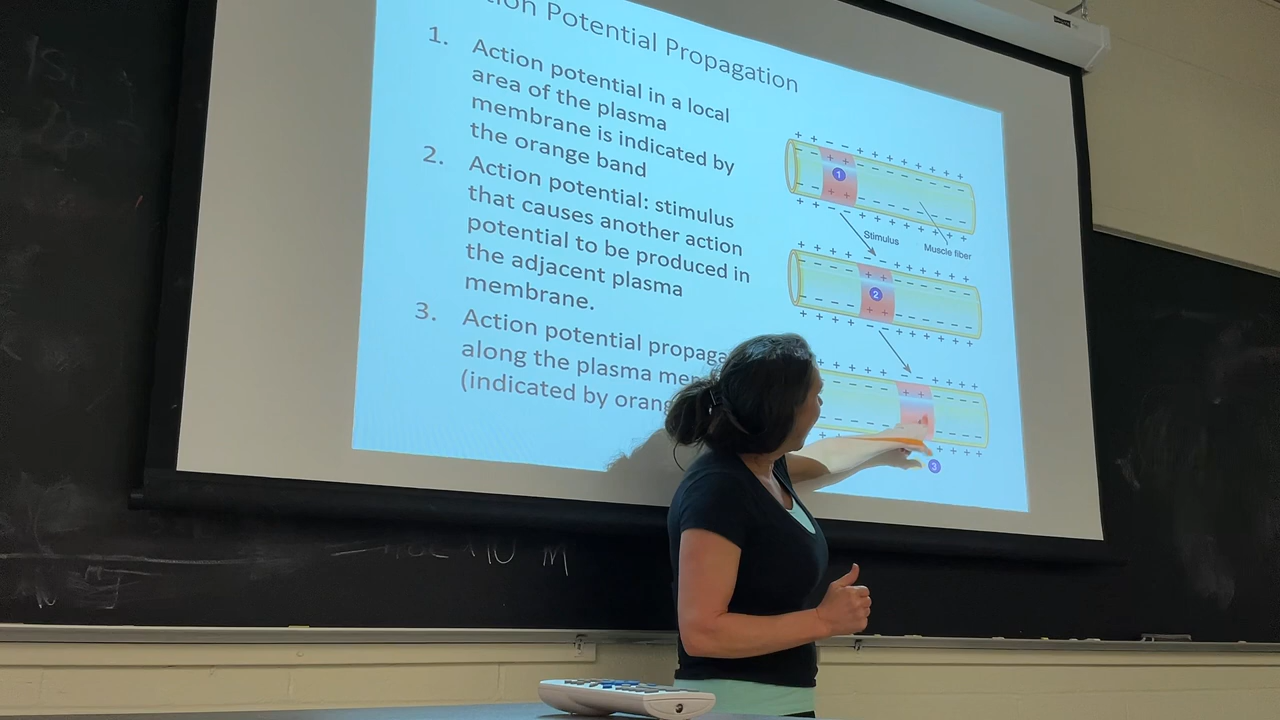 Potential Propagation
1. Action potential in a local
area of the plasma
membrane is indicated by
the orange band
2. Action potential: stimulus
that causes another action
potential to be produced in
the adjacent plasma
membrane.
3. Action potential
along the plasma
(indicated by
1
Stimulus
Muscle fiber
2
3
M